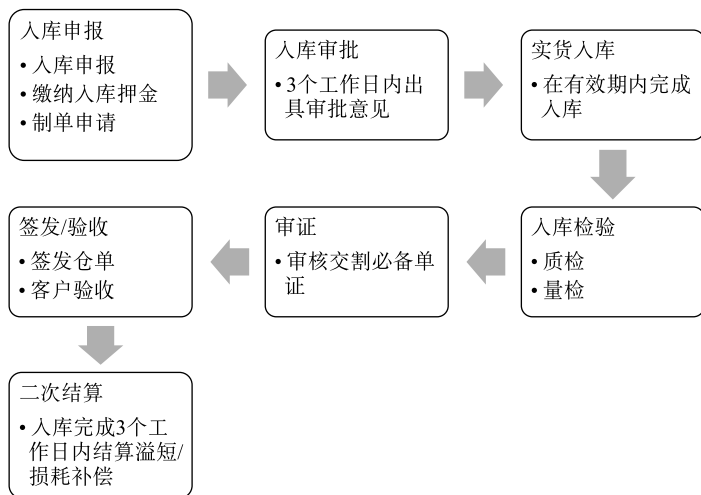 入库申报
• 入库申报
• 缴纳入库押金
• 制单申请
入库审批
• 3个工作日内出
具审批意见
实货入库
• 在有效期内完成
入库
入库检验
• 质检
• 量检
审证
• 审核交割必备单
证
签发/验收
• 签发仓单
• 客户验收
二次结算
• 入库完成3个工
作日内结算溢短/
损耗补偿